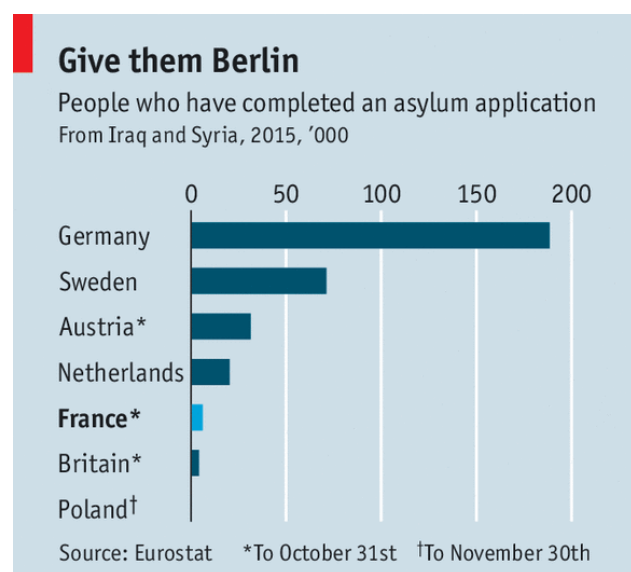 Give them Berlin
People who have completed an asylum application
From Iraq and Syria, 2015, ’000
0 50 100 150 200
Germany
Sweden
Austria*
Netherlands
France*
Britain*
Poland†
Source: Eurostat *To October 31st †To November 30th